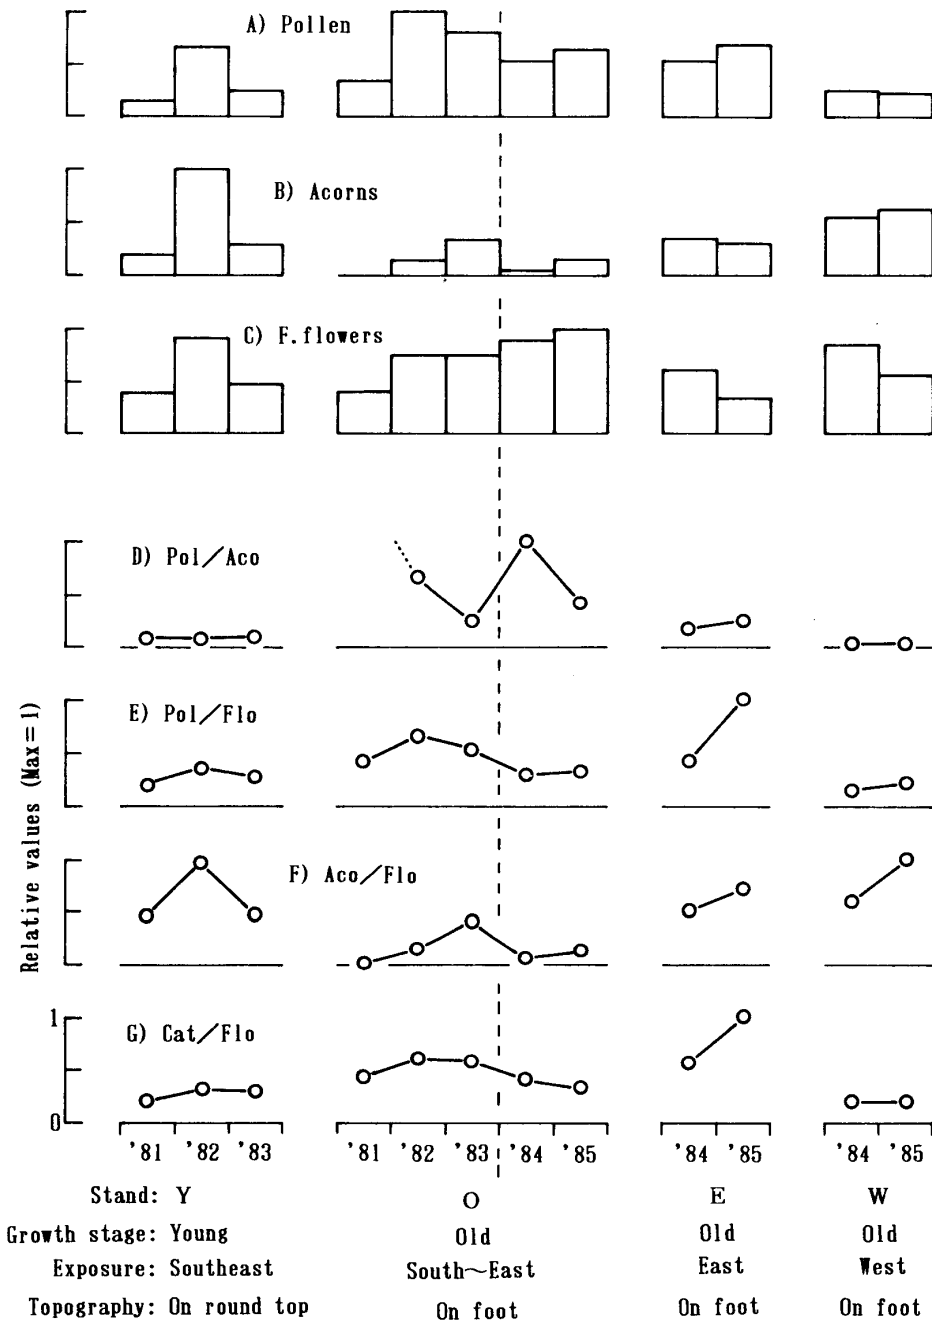 A) Pollen
B) Acorns
C) F.flowers
D) Pol/Aco
E) Pol/Flo
F) Aco/Flo
G) Cat/Flo
Relative values (Max=1)
1
0
'81 '82 '83 '81 '82 '83 '84 '85 '84 '85 '84 '85
Stand: Y O E W
Growth stage: Young Old Old Old
Exposure: Southeast South~East East West
Topography: On round top On foot On foot On foot